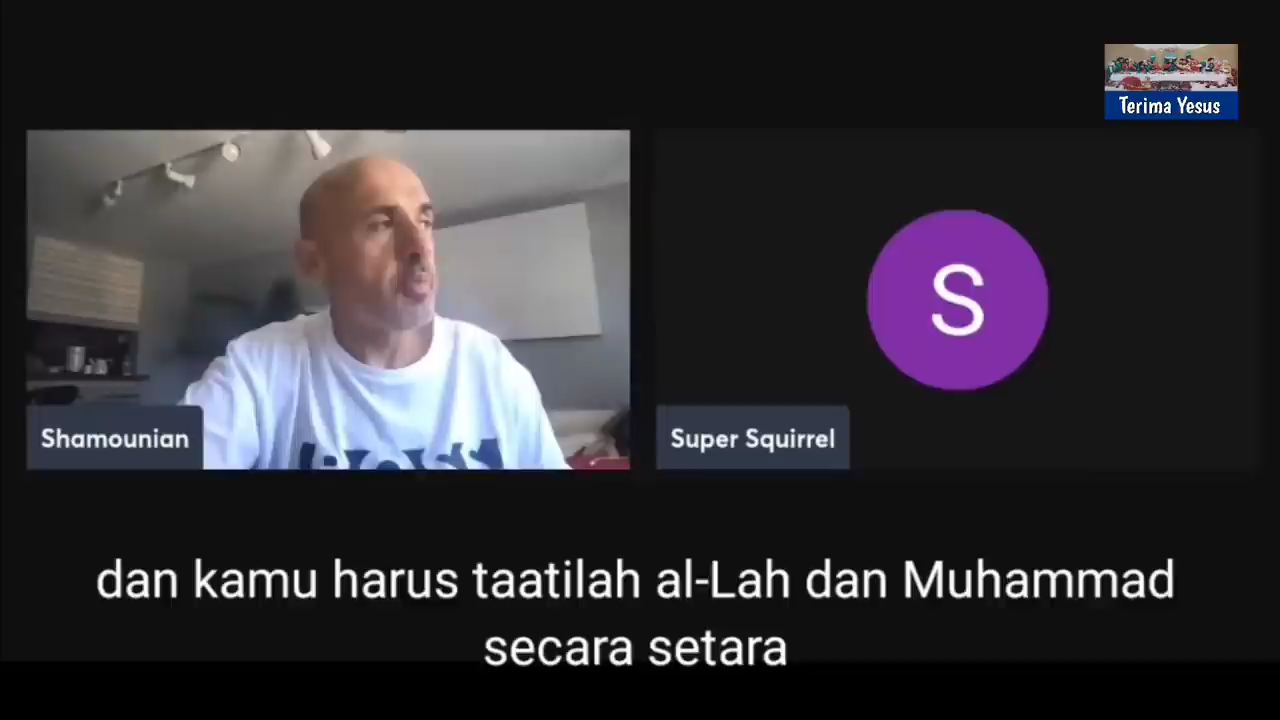 Terima Yesus
S
Shamounian
Super Squirrel
dan kamu harus taatilah al-Lah dan Muhammad
secara setara